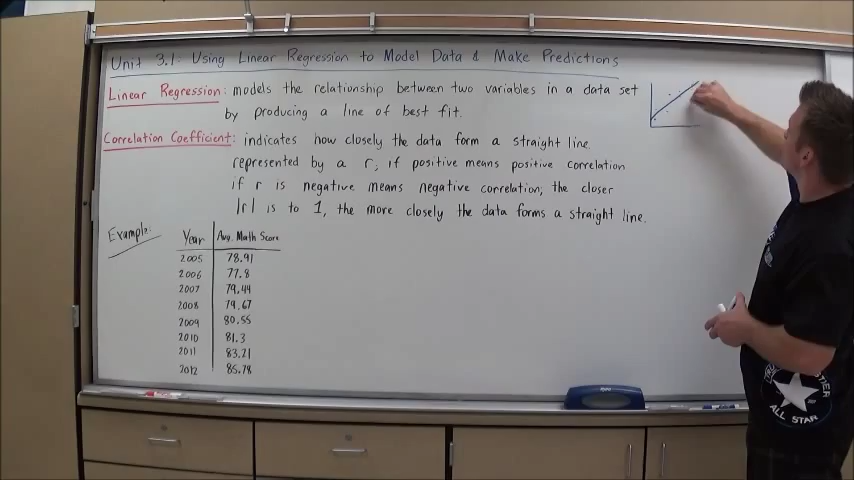 Unit 3.1: Using Linear Regression to Model Data & Make Predictions
Linear Regression: models the relationship between two variables in a data set
by producing a line of best fit.
Correlation Coefficient: indicates how closely the data form a straight line.
represented by a r; if positive means positive correlation
if r is negative means negative correlation; the closer
|r| is to 1, the more closely the data forms a straight line.
Example:
Year Avg. Math Score
2005 78.91
2006 77.8
2007 79.44
2008 79.67
2009 80.55
2010 81.3
2011 83.21
2012 85.78
ALL STAR